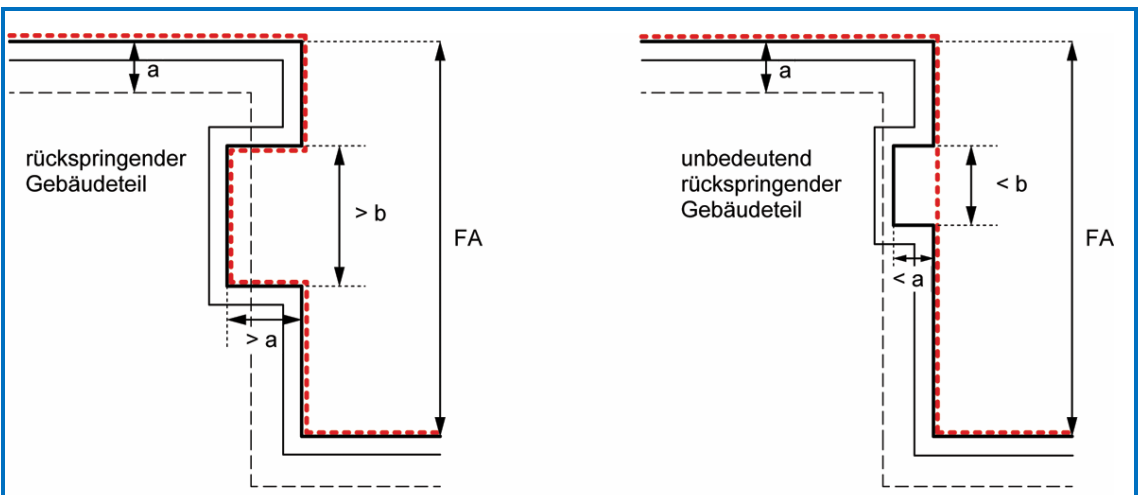 a
rückspringender
Gebäudeteil
> b
FA
> a
a
unbedeutend
rückspringender
Gebäudeteil
< b
FA
< a